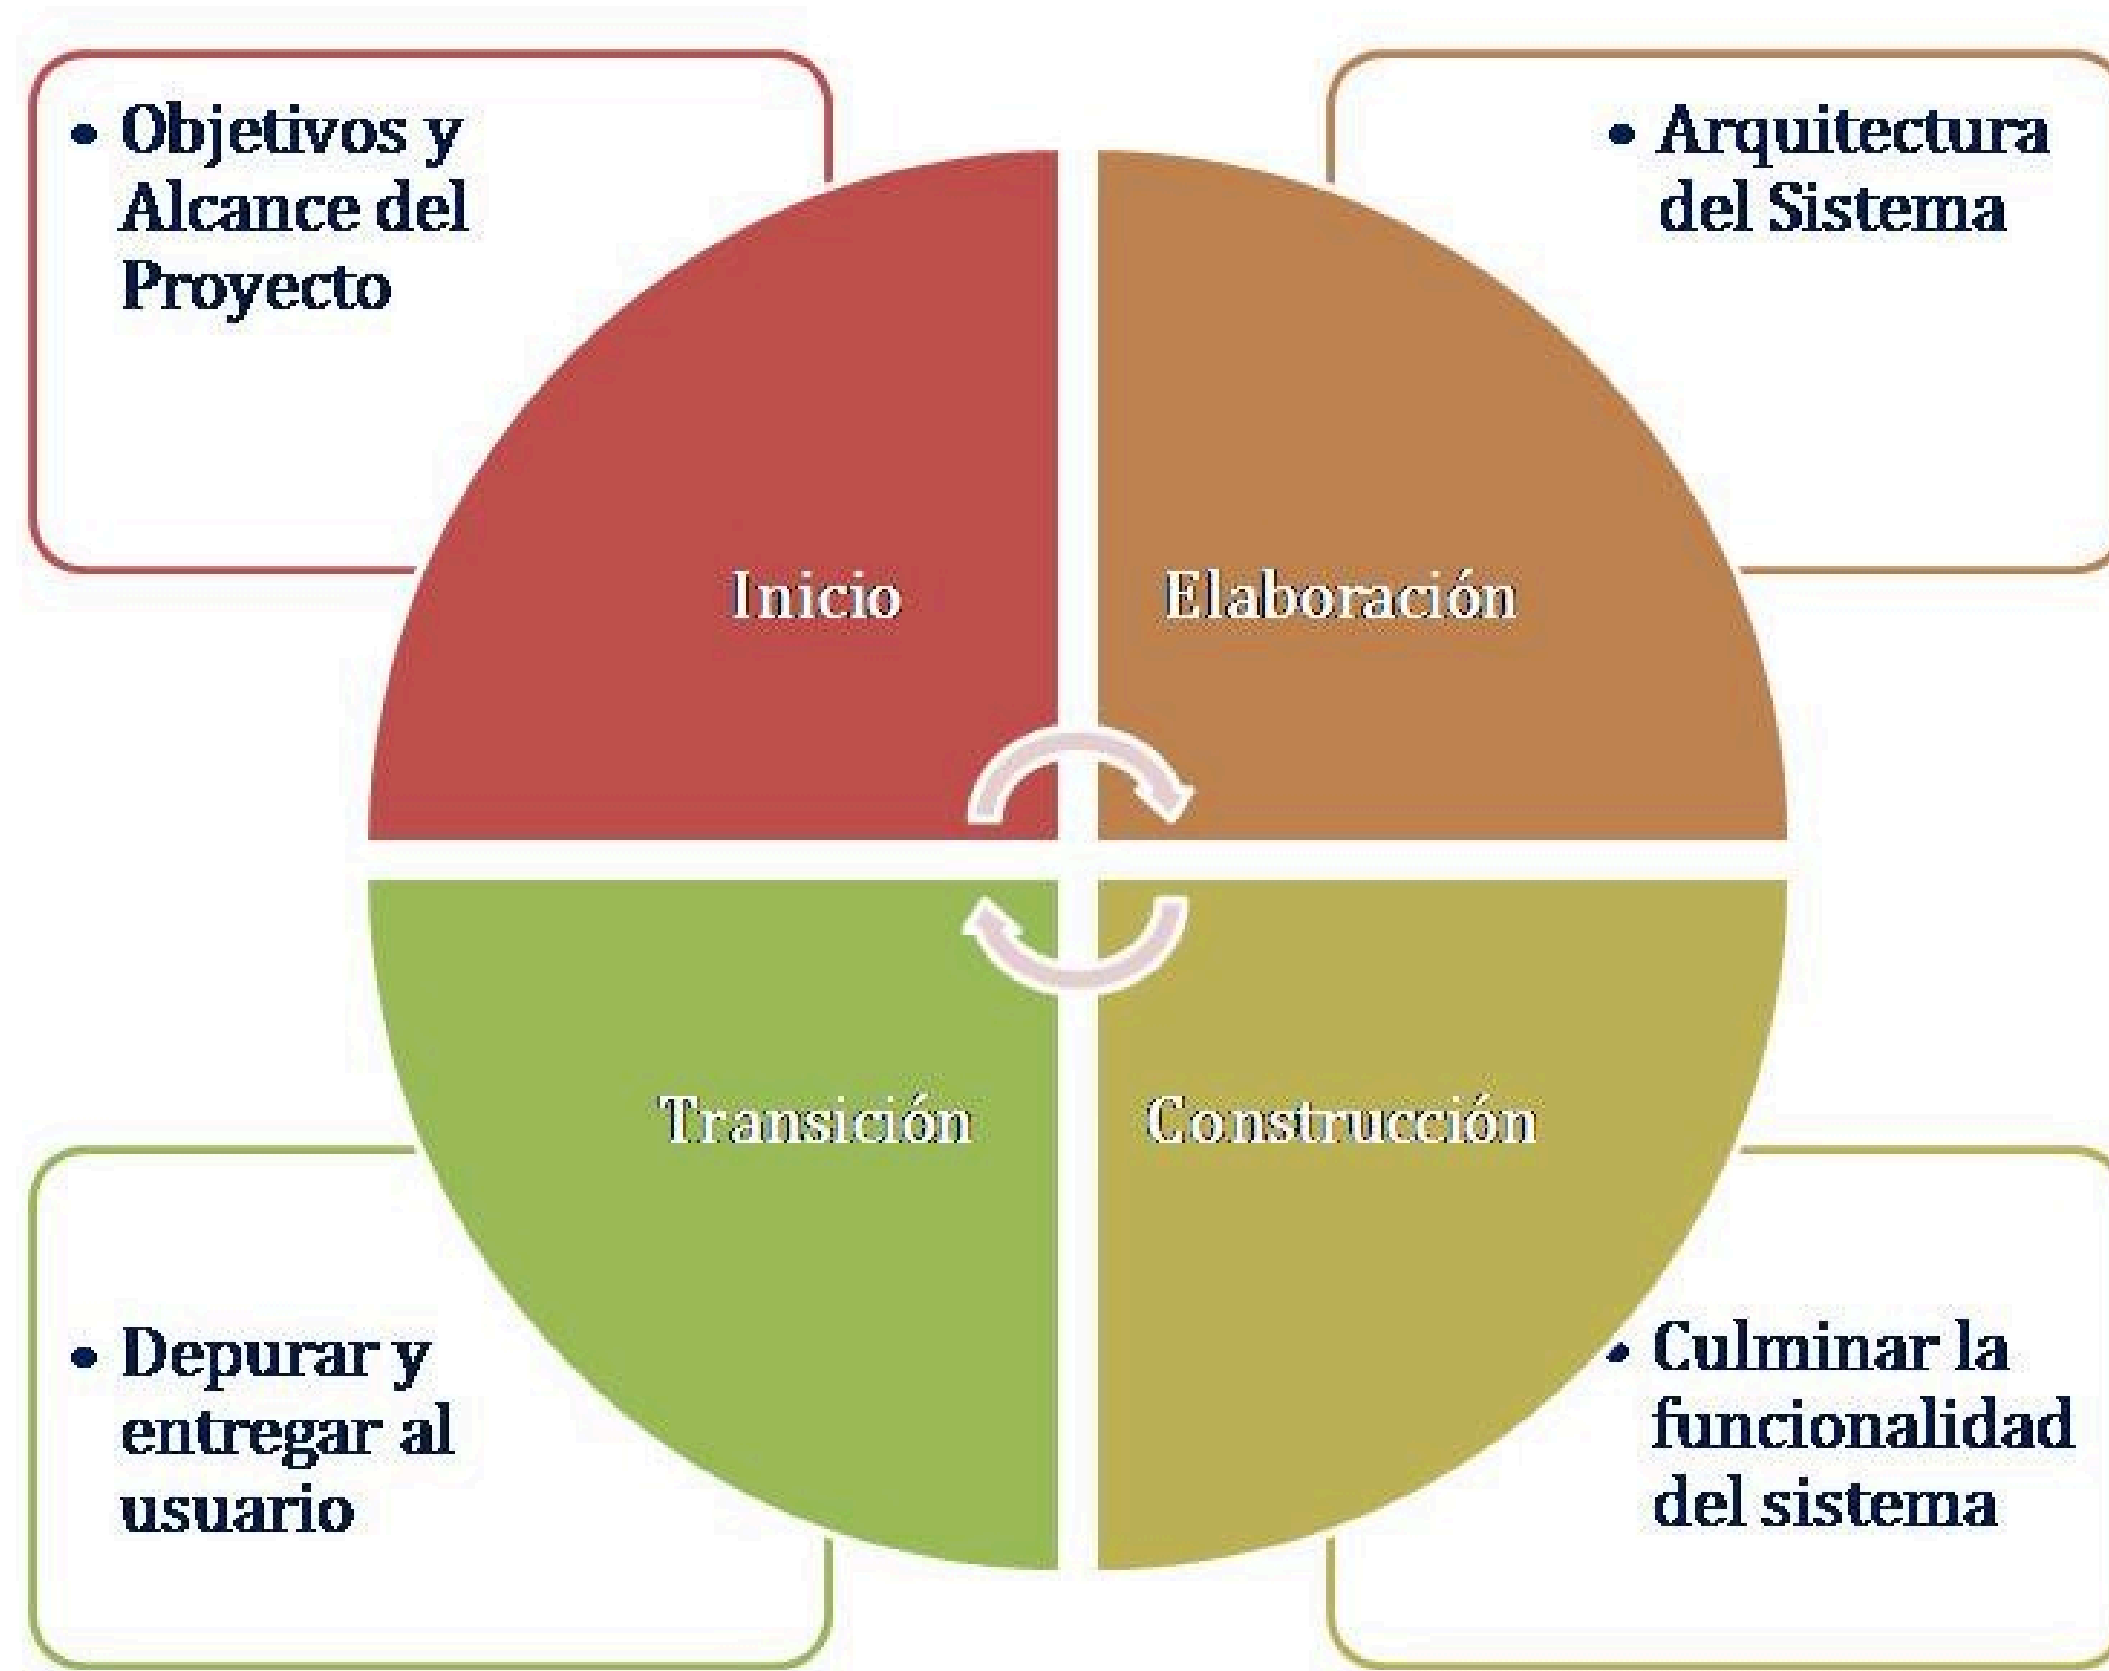 • Objetivos y
Alcance del
Proyecto
• Arquitectura
del Sistema
Inicio
Elaboración
Transición
Construcción
• Depurar y
entregar al
usuario
• Culminar la
funcionalidad
del sistema